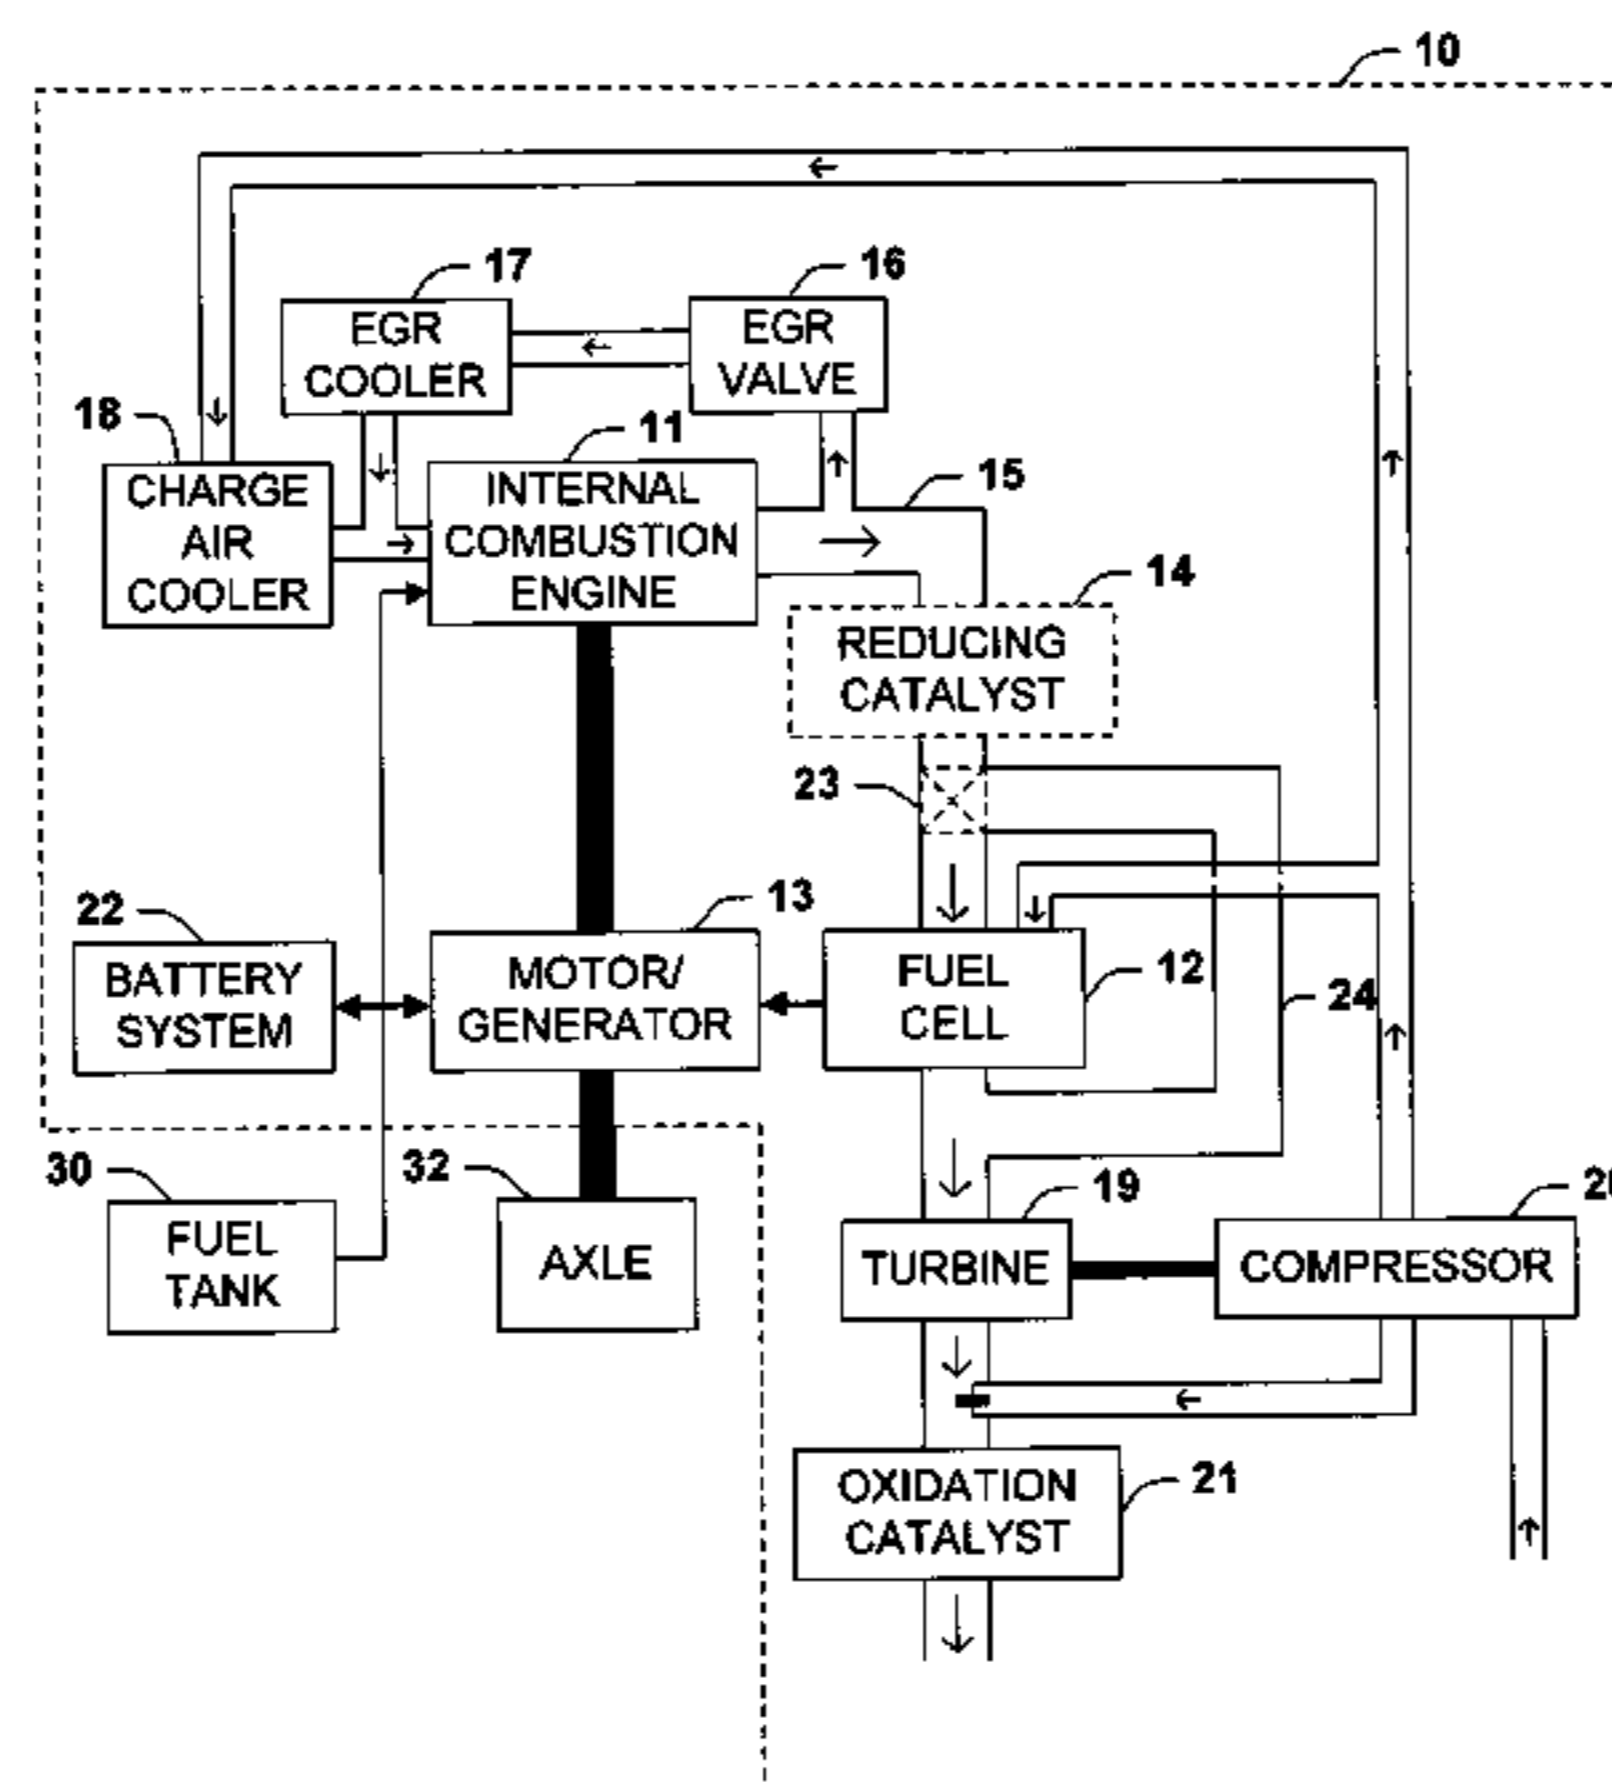 10
17
EGR
COOLER
16
EGR
VALVE
18
CHARGE
AIR
COOLER
11
INTERNAL
COMBUSTION
ENGINE
15
14
REDUCING
CATALYST
23
22
BATTERY
SYSTEM
13
MOTOR/
GENERATOR
FUEL
CELL
12
24
30
FUEL
TANK
32
AXLE
19
TURBINE
COMPRESSOR
21
OXIDATION
CATALYST